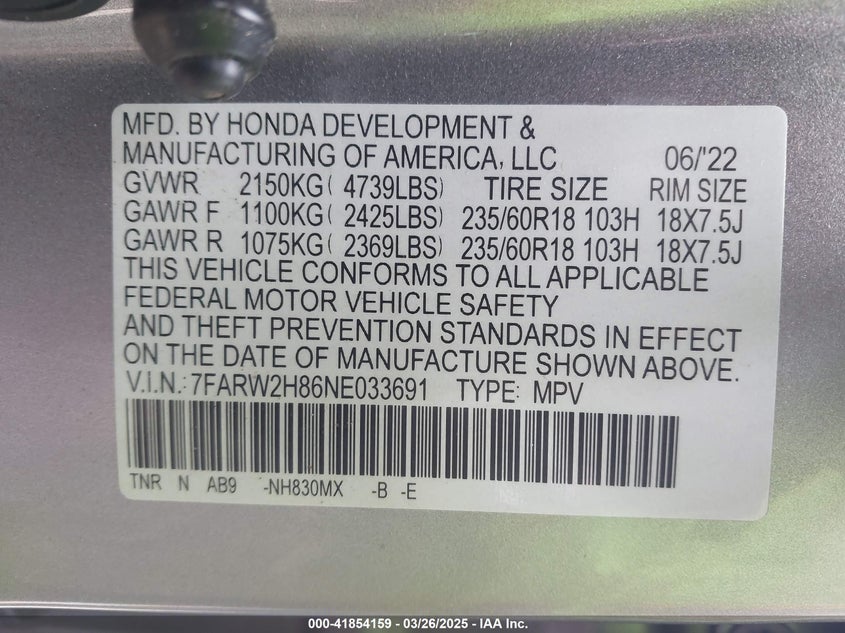 MFD. BY HONDA DEVELOPMENT &
MANUFACTURING OF AMERICA, LLC 06/'22
GVWR 2150KG( 4739LBS) TIRE SIZE RIM SIZE
GAWR F 1100KG( 2425LBS) 235/60R18 103H 18X7.5J
GAWR R 1075KG( 2369LBS) 235/60R18 103H 18X7.5J
THIS VEHICLE CONFORMS TO ALL APPLICABLE
FEDERAL MOTOR VEHICLE SAFETY
AND THEFT PREVENTION STANDARDS IN EFFECT
ON THE DATE OF MANUFACTURE SHOWN ABOVE.
V.I.N.: 7FARW2H86NE033691 TYPE: MPV
TNR N AB9 -NH830MX -B -E
000-41854159 - 03/26/2025 - IAA Inc.